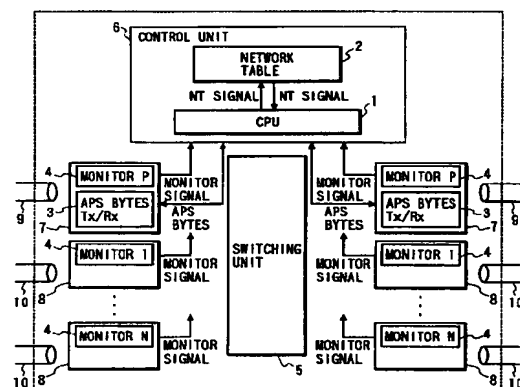 6
CONTROL UNIT
2
NETWORK
TABLE
NT SIGNAL NT SIGNAL
1
CPU
4 MONITOR P
MONITOR
SIGNAL
3 APS BYTES
Tx/Rx
7
APS
BYTES
9
4 MONITOR 1
MONITOR
SIGNAL
10
8
4 MONITOR N
MONITOR
SIGNAL
10
8
SWITCHING
UNIT
5
MONITOR P 4
MONITOR
SIGNAL
APS BYTES
Tx/Rx 3
7
APS
BYTES
9
MONITOR 1 4
MONITOR
SIGNAL
8
10
MONITOR N 4
MONITOR
SIGNAL
8
10